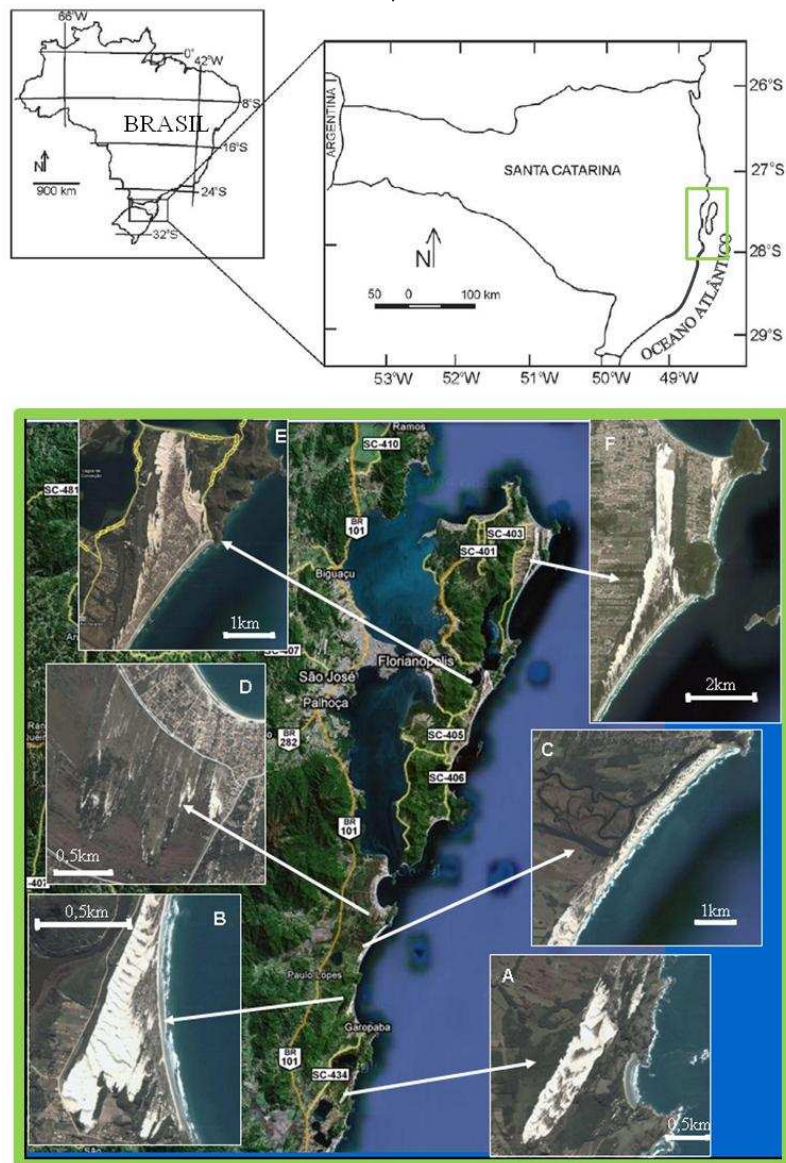 66°W
0°
42°W
8°S
BRASIL
16°S
N
900 km
24°S
32°S
ARGENTINA
SANTA CATARINA
N
50 0 100 km
OCEANO ATLÂNTICO
26°S
27°S
28°S
29°S
53°W 52°W 51°W 50°W 49°W
E
1km
SC-481
SC-410
Ramos
BR
101
SC-403
SC-401
Biguaçu
F
2km
SC-407
Florianópolis
São José
Palhoça
BR
282
D
0,5km
SC-405
SC-406
BR
101
C
1km
B
0,5km
Paulo Lopes
Garopaba
BR
101
SC-434
A
0,5km